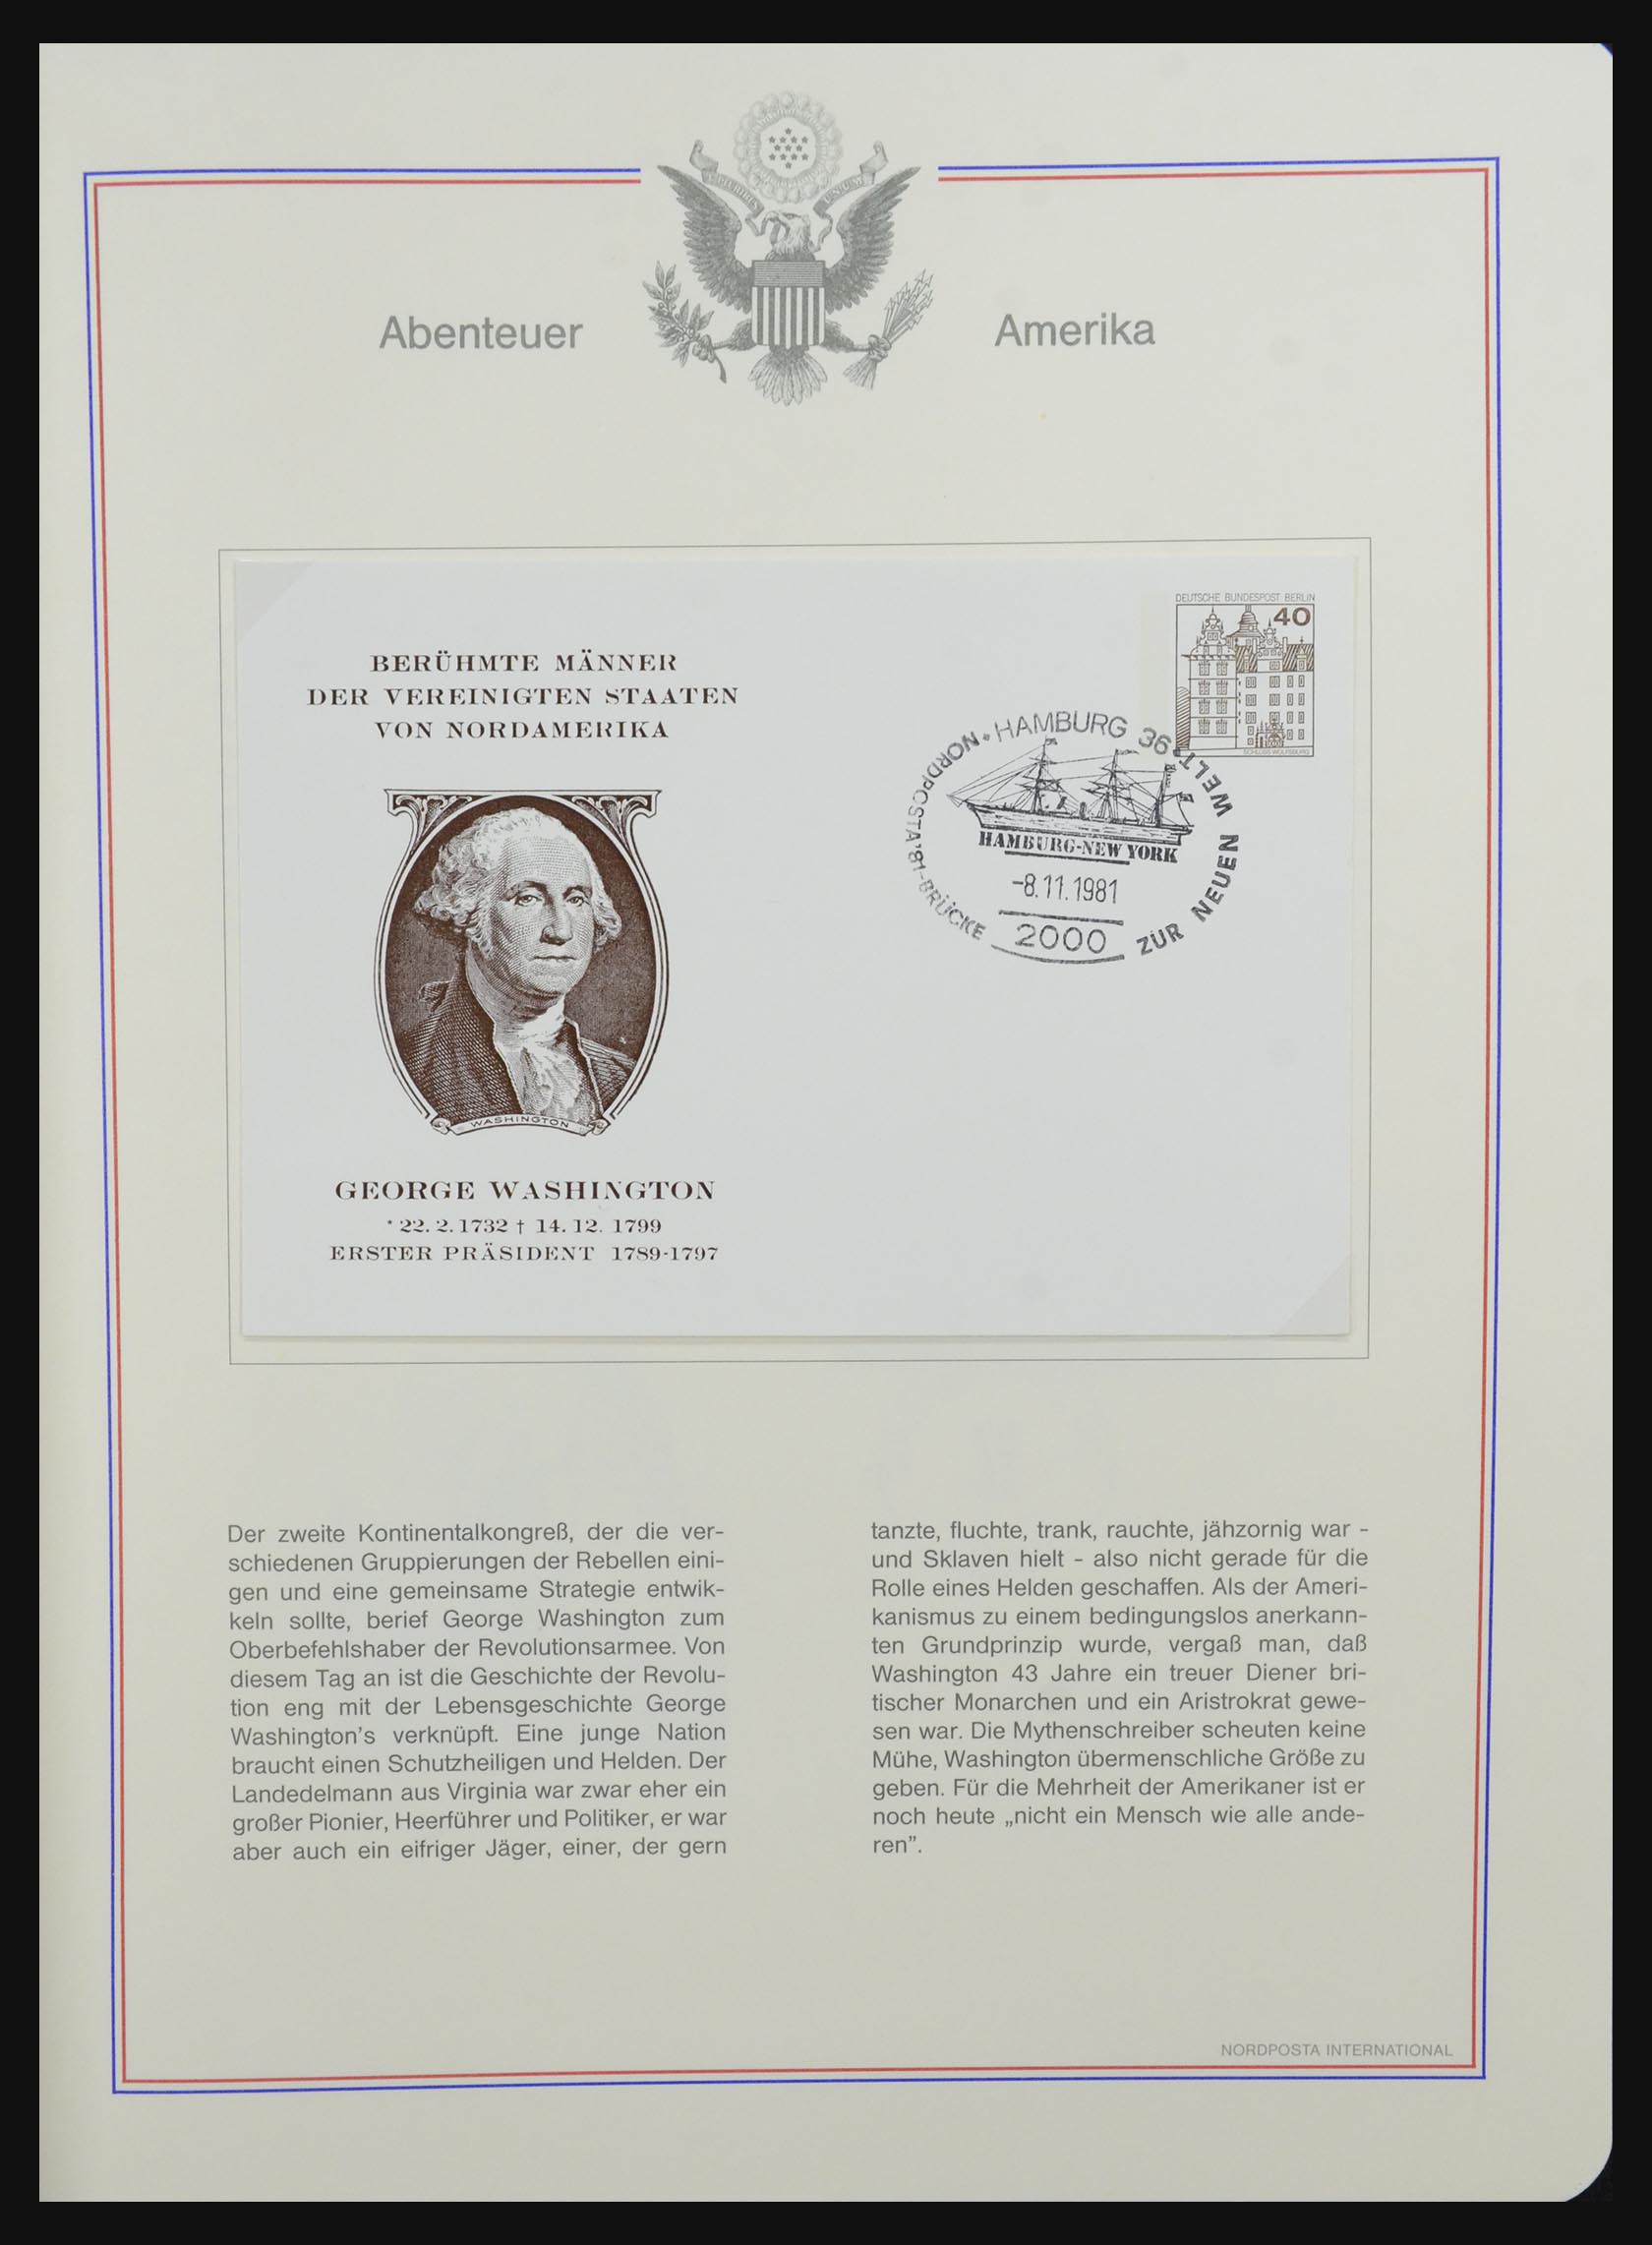 Abenteuer Amerika
BERÜHMTE MÄNNER
DER VEREINIGTEN STAATEN
VON NORDAMERIKA
WASHINGTON
GEORGE WASHINGTON
* 22. 2. 1732 † 14. 12. 1799
ERSTER PRÄSIDENT 1789-1797
DEUTSCHE BUNDESPOST BERLIN
40
SCHLOSS WOLFSBURG
HAMBURG 36
NORDPOSTA '81-BRÜCKE ZUR NEUEN WELT
HAMBURG-NEW YORK
-8.11.1981
2000
Der zweite Kontinentalkongreß, der die ver-
schiedenen Gruppierungen der Rebellen eini-
gen und eine gemeinsame Strategie entwik-
keln sollte, berief George Washington zum
Oberbefehlshaber der Revolutionsarmee. Von
diesem Tag an ist die Geschichte der Revolu-
tion eng mit der Lebensgeschichte George
Washington's verknüpft. Eine junge Nation
braucht einen Schutzheiligen und Helden. Der
Landedelmann aus Virginia war zwar eher ein
großer Pionier, Heerführer und Politiker, er war
aber auch ein eifriger Jäger, einer, der gern
tanzte, fluchte, trank, rauchte, jähzornig war -
und Sklaven hielt - also nicht gerade für die
Rolle eines Helden geschaffen. Als der Ameri-
kanismus zu einem bedingungslos anerkann-
ten Grundprinzip wurde, vergaß man, daß
Washington 43 Jahre ein treuer Diener bri-
tischer Monarchen und ein Aristrokrat gewe-
sen war. Die Mythenschreiber scheuten keine
Mühe, Washington übermenschliche Größe zu
geben. Für die Mehrheit der Amerikaner ist er
noch heute „nicht ein Mensch wie alle ande-
ren”.
NORDPOSTA INTERNATIONAL